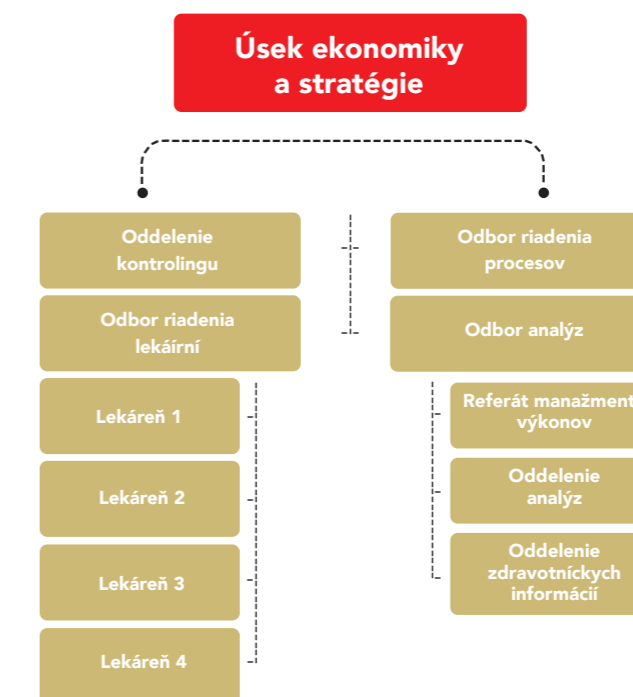 Úsek ekonomiky
a stratégie
Oddelenie
kontrolingu
Odbor riadenia
lekáírní
Lekáreň 1
Lekáreň 2
Lekáreň 3
Lekáreň 4
Odbor riadenia
procesov
Odbor analýz
Referát manažment
výkonov
Oddelenie
analýz
Oddelenie
zdravotníckych
informácií